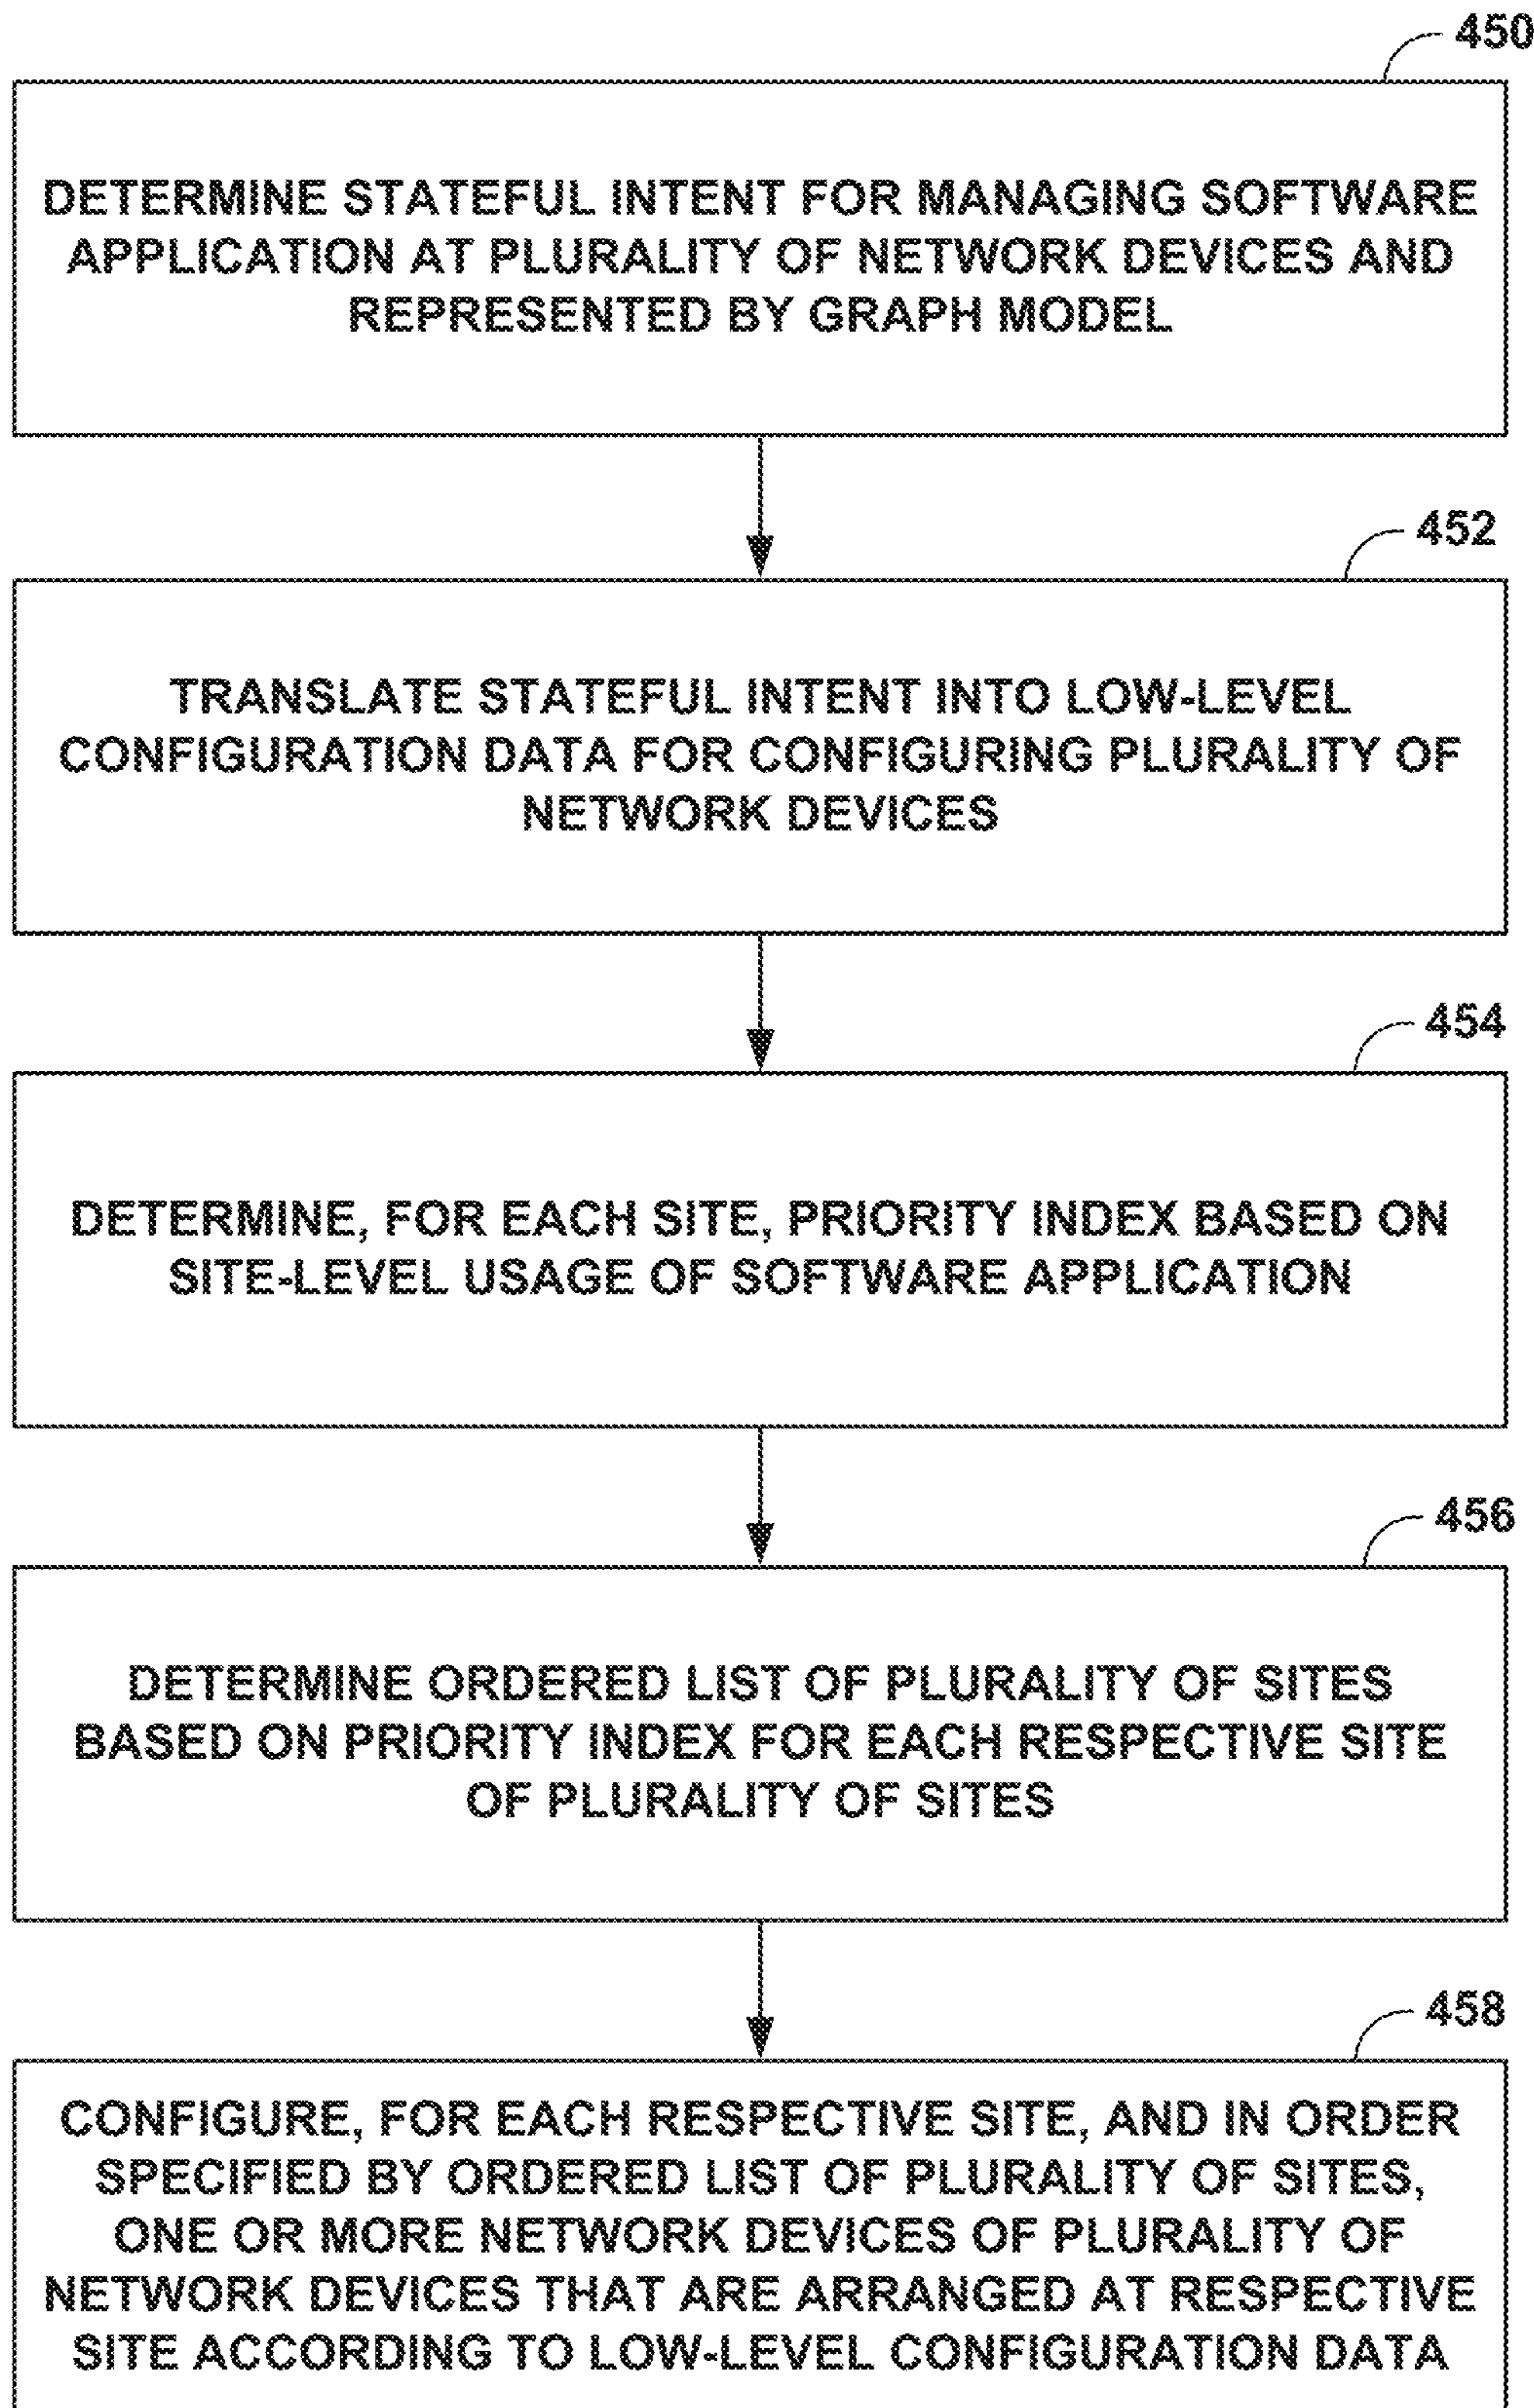 450
DETERMINE STATEFUL INTENT FOR MANAGING SOFTWARE
APPLICATION AT PLURALITY OF NETWORK DEVICES AND
REPRESENTED BY GRAPH MODEL
452
TRANSLATE STATEFUL INTENT INTO LOW-LEVEL
CONFIGURATION DATA FOR CONFIGURING PLURALITY OF
NETWORK DEVICES
454
DETERMINE, FOR EACH SITE, PRIORITY INDEX BASED ON
SITE-LEVEL USAGE OF SOFTWARE APPLICATION
456
DETERMINE ORDERED LIST OF PLURALITY OF SITES
BASED ON PRIORITY INDEX FOR EACH RESPECTIVE SITE
OF PLURALITY OF SITES
458
CONFIGURE, FOR EACH RESPECTIVE SITE, AND IN ORDER
SPECIFIED BY ORDERED LIST OF PLURALITY OF SITES,
ONE OR MORE NETWORK DEVICES OF PLURALITY OF
NETWORK DEVICES THAT ARE ARRANGED AT RESPECTIVE
SITE ACCORDING TO LOW-LEVEL CONFIGURATION DATA